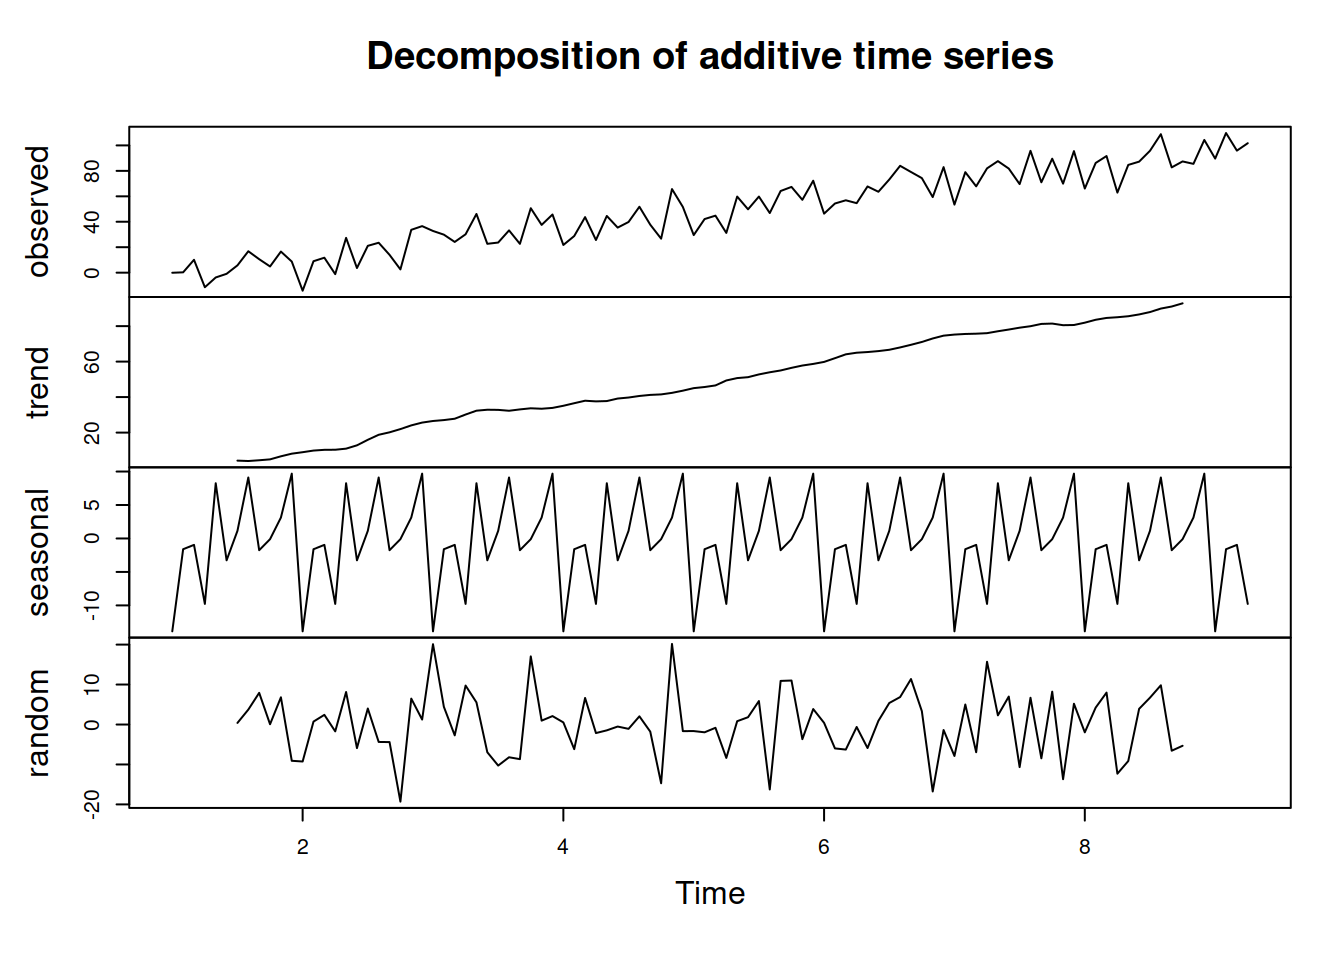 Decomposition of additive time series
observed
0 40 80
trend
20 60
seasonal
-10 0 5
random
-20 0 10
2 4 6 8
Time